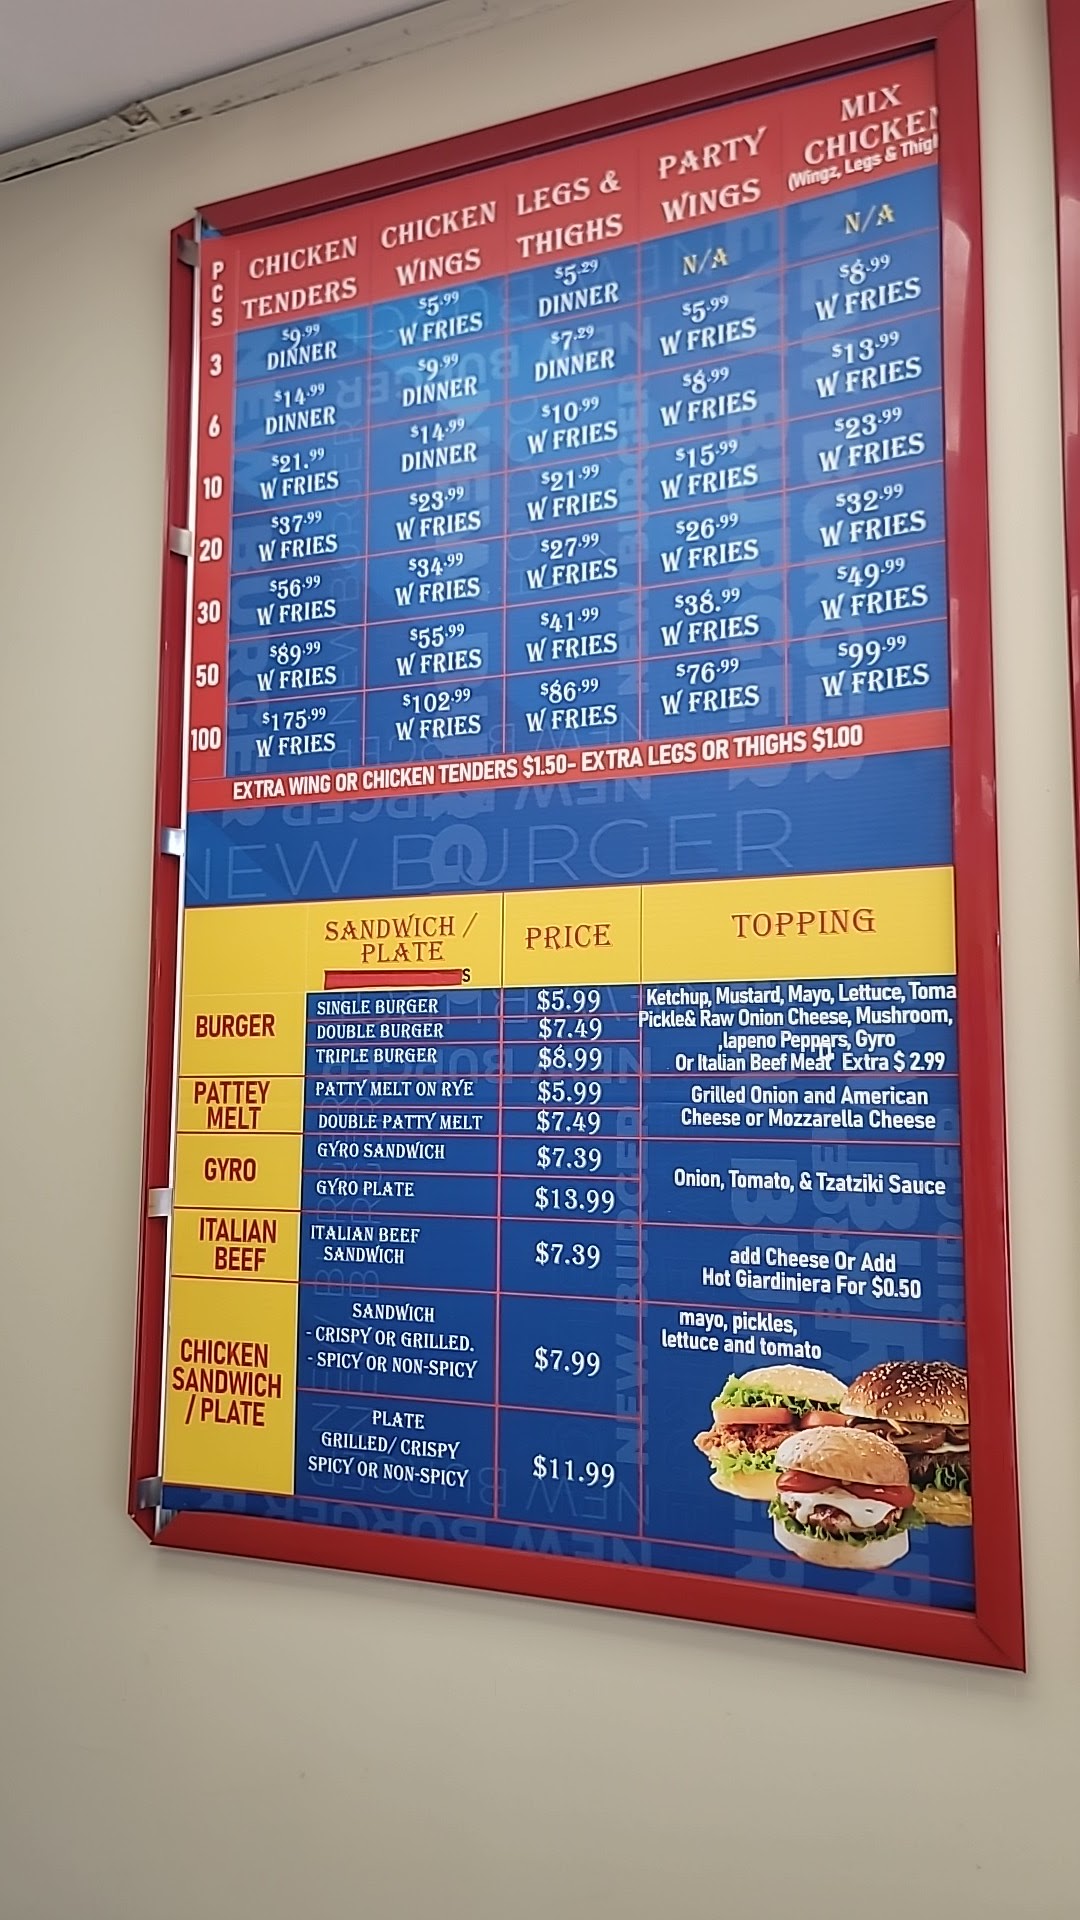 PCS
CHICKEN TENDERS
CHICKEN WINGS
LEGS & THIGHS
PARTY WINGS
MIX CHICKEN
(Wingz, Legs & Thigh
3
$9.99 DINNER
$5.99 W FRIES
$5.29 DINNER
N/A
N/A
6
$14.99 DINNER
$9.99 DINNER
$7.29 DINNER
$5.99 W FRIES
$8.99 W FRIES
10
$21.99 W FRIES
$14.99 DINNER
$10.99 W FRIES
$8.99 W FRIES
$13.99 W FRIES
20
$37.99 W FRIES
$23.99 W FRIES
$21.99 W FRIES
$15.99 W FRIES
$23.99 W FRIES
30
$56.99 W FRIES
$34.99 W FRIES
$27.99 W FRIES
$26.99 W FRIES
$32.99 W FRIES
50
$89.99 W FRIES
$55.99 W FRIES
$41.99 W FRIES
$38.99 W FRIES
$49.99 W FRIES
100
$175.99 W FRIES
$102.99 W FRIES
$86.99 W FRIES
$76.99 W FRIES
$99.99 W FRIES
EXTRA WING OR CHICKEN TENDERS $1.50- EXTRA LEGS OR THIGHS $1.00
NEW BURGER
SANDWICH /
PLATE
S
PRICE
TOPPING
BURGER
SINGLE BURGER $5.99
DOUBLE BURGER $7.49
TRIPLE BURGER $8.99
Ketchup, Mustard, Mayo, Lettuce, Toma
Pickle& Raw Onion Cheese, Mushroom,
,lapeno Peppers, Gyro
Or Italian Beef Meat Extra $ 2.99
PATTEY
MELT
PATTY MELT ON RYE $5.99
DOUBLE PATTY MELT $7.49
Grilled Onion and American
Cheese or Mozzarella Cheese
GYRO
GYRO SANDWICH $7.39
GYRO PLATE $13.99
Onion, Tomato, & Tzatziki Sauce
ITALIAN
BEEF
ITALIAN BEEF
SANDWICH
$7.39
add Cheese Or Add
Hot Giardiniera For $0.50
CHICKEN
SANDWICH
/ PLATE
SANDWICH
- CRISPY OR GRILLED.
- SPICY OR NON-SPICY
$7.99
mayo, pickles,
lettuce and tomato
PLATE
GRILLED/ CRISPY
SPICY OR NON-SPICY
$11.99